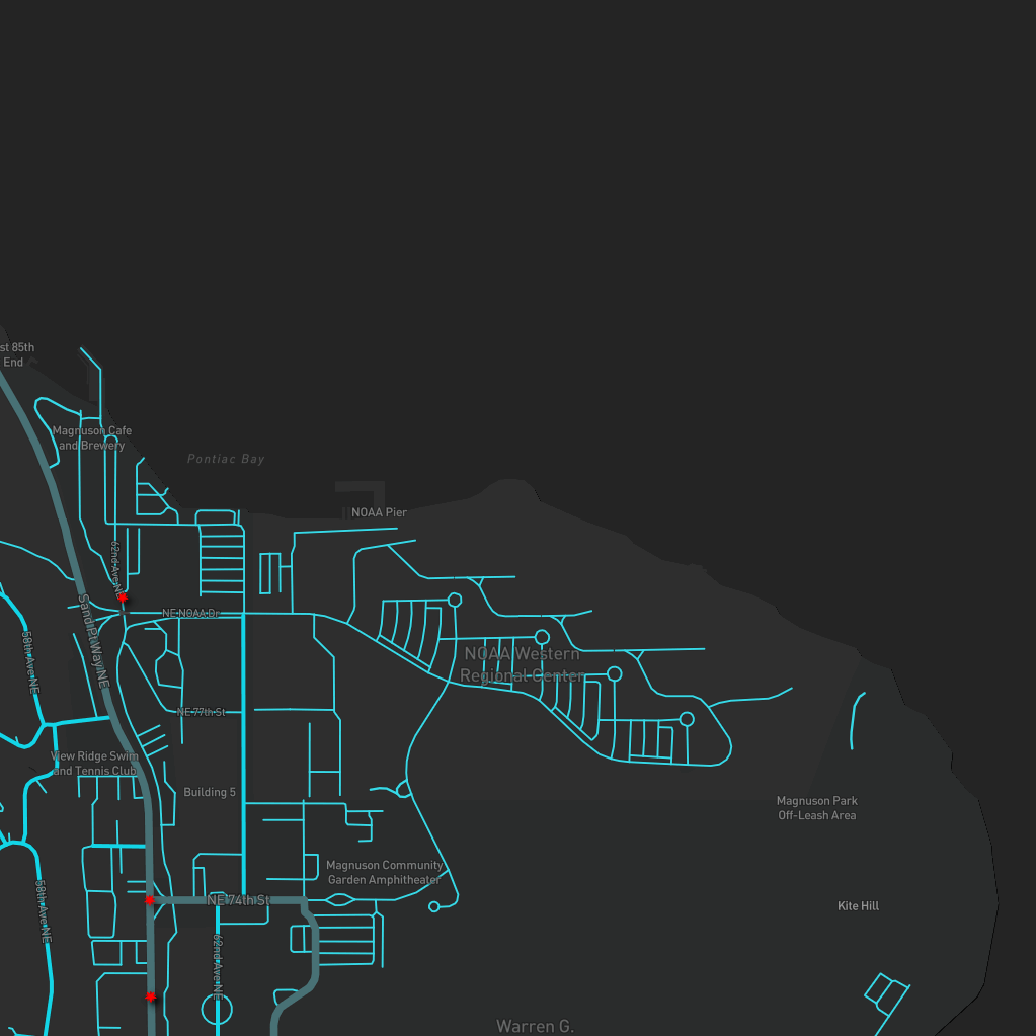 st 85th
End
Magnuson Cafe
and Brewery
Pontiac Bay
NOAA Pier
62nd Ave NE
NE NOAA Dr
Sand Pt Way NE
58th Ave NE
NOAA Western
Regional Center
NE 77th St
View Ridge Swim
and Tennis Club
Building 5
Magnuson Park
Off-Leash Area
Magnuson Community
Garden Amphitheater
58th Ave NE
NE 74th St
Kite Hill
62nd Ave NE
Warren G.